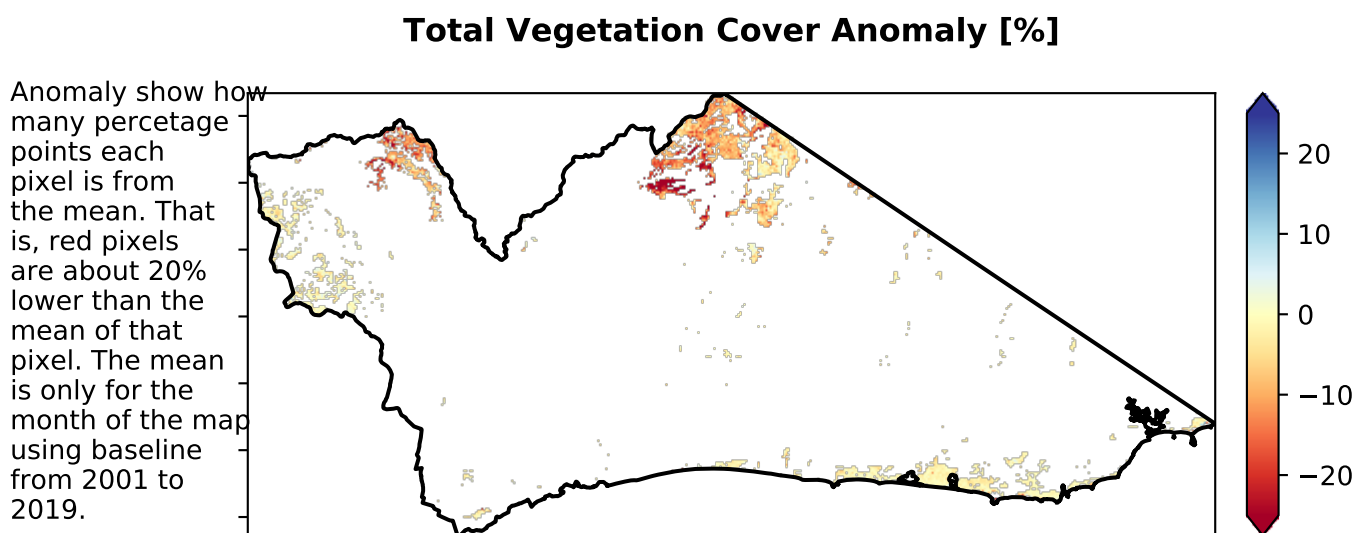 Total Vegetation Cover Anomaly [%]
Anomaly show how
many percetage
points each
pixel is from
the mean. That
is, red pixels
are about 20%
lower than the
mean of that
pixel. The mean
is only for the
month of the map
using baseline
from 2001 to
2019.
20
10
0
−10
−20